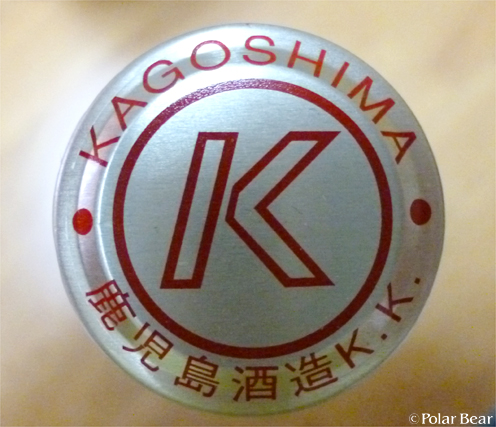 KAGOSHIMA
K
鹿児島酒造K.K.
© Polar Bear